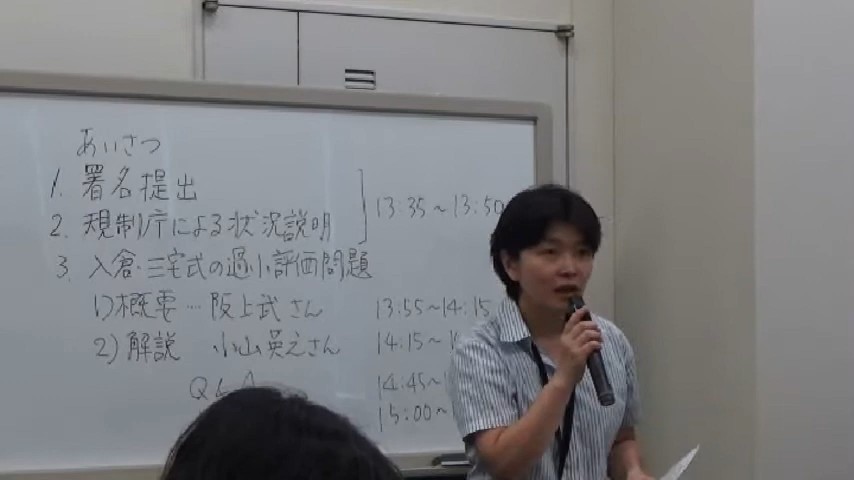 あいさつ
1. 署名提出
2. 規制庁による状況説明
13:35～13:50
3. 入倉・三宅式の過小評価問題
1)概要…阪上武さん 13:55～14:15
2)解説 小山英之さん 14:15～
14:45～
15:00～